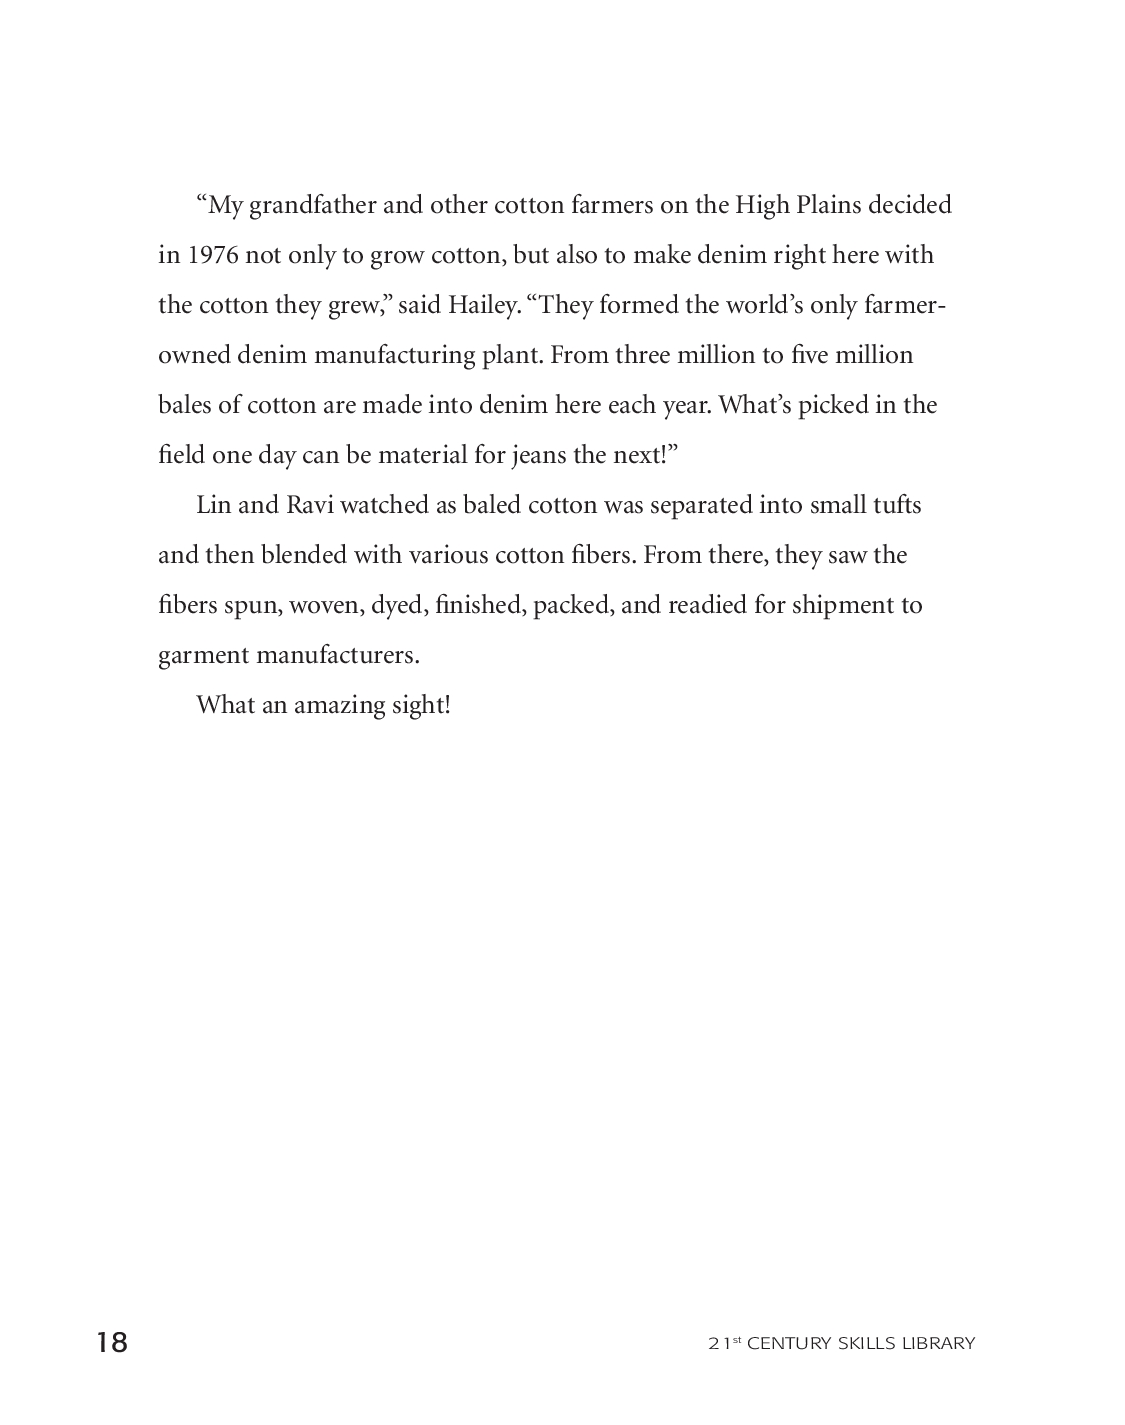 “My grandfather and other cotton farmers on the High Plains decided
in 1976 not only to grow cotton, but also to make denim right here with
the cotton they grew,” said Hailey. “They formed the world’s only farmer-
owned denim manufacturing plant. From three million to five million
bales of cotton are made into denim here each year. What’s picked in the
field one day can be material for jeans the next!”
Lin and Ravi watched as baled cotton was separated into small tufts
and then blended with various cotton fibers. From there, they saw the
fibers spun, woven, dyed, finished, packed, and readied for shipment to
garment manufacturers.
What an amazing sight!
18 21st CENTURY SKILLS LIBRARY